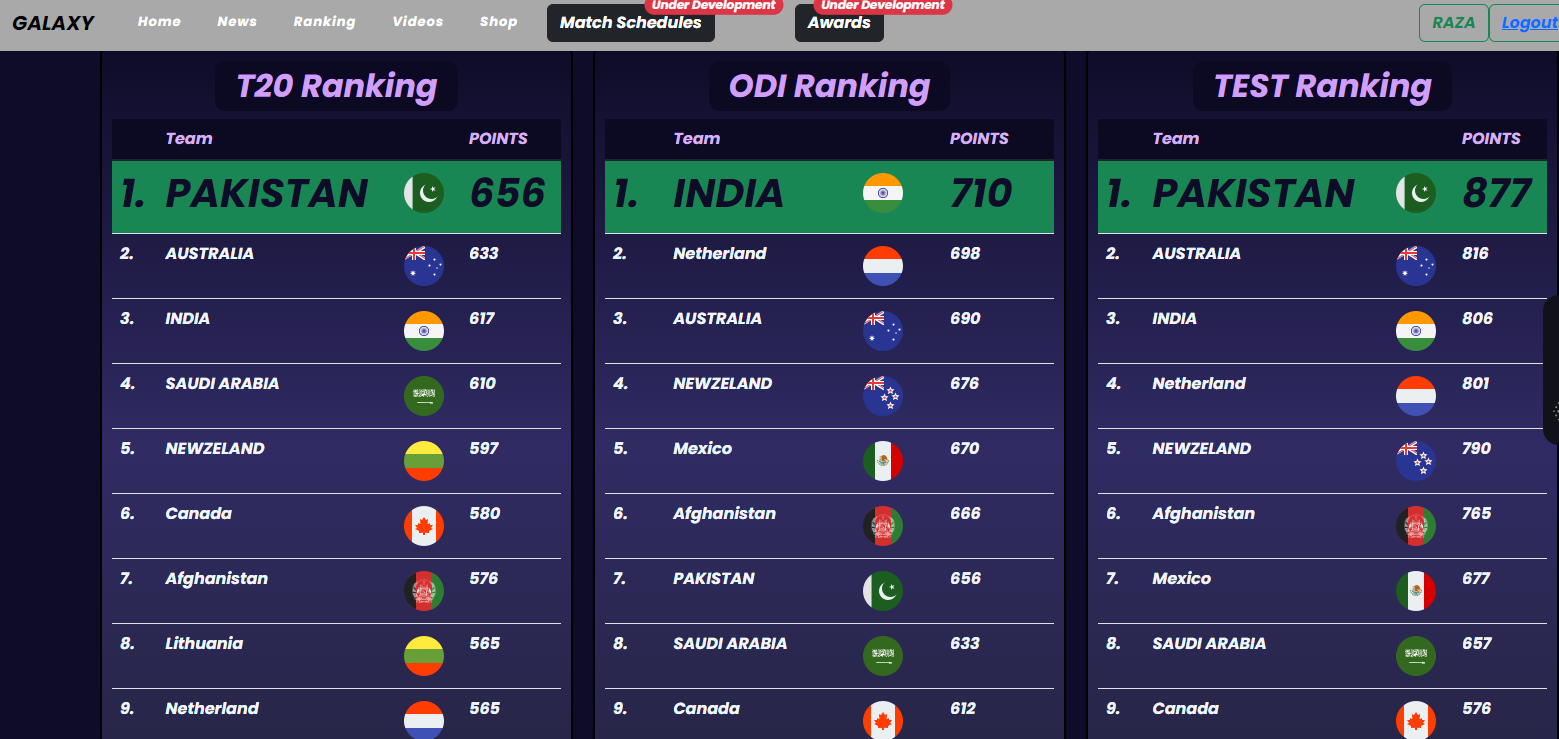 GALAXY Home News Ranking Videos Shop Match Schedules Under Development Awards Under Development RAZA Logout
T20 Ranking
Team POINTS
1. PAKISTAN 656
2. AUSTRALIA 633
3. INDIA 617
4. SAUDI ARABIA 610
5. NEWZELAND 597
6. Canada 580
7. Afghanistan 576
8. Lithuania 565
9. Netherland 565
ODI Ranking
Team POINTS
1. INDIA 710
2. Netherland 698
3. AUSTRALIA 690
4. NEWZELAND 676
5. Mexico 670
6. Afghanistan 666
7. PAKISTAN 656
8. SAUDI ARABIA 633
9. Canada 612
TEST Ranking
Team POINTS
1. PAKISTAN 877
2. AUSTRALIA 816
3. INDIA 806
4. Netherland 801
5. NEWZELAND 790
6. Afghanistan 765
7. Mexico 677
8. SAUDI ARABIA 657
9. Canada 576